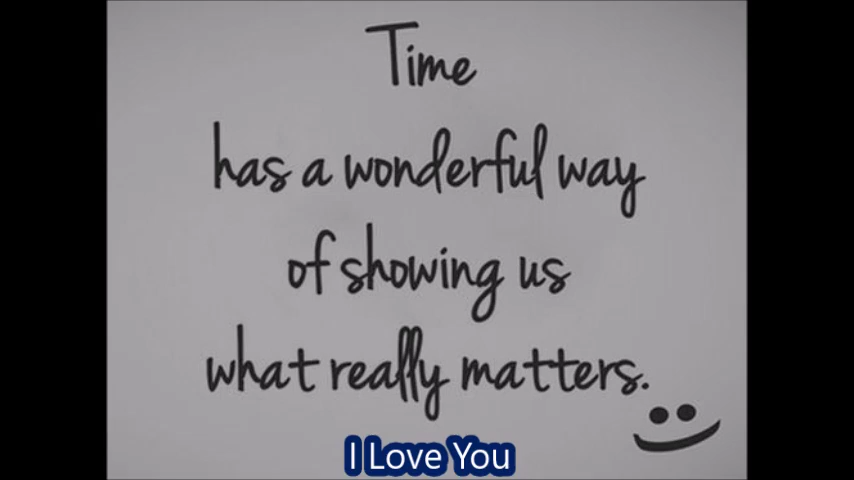 Time
has a wonderful way
of showing us
what really matters.
I Love You